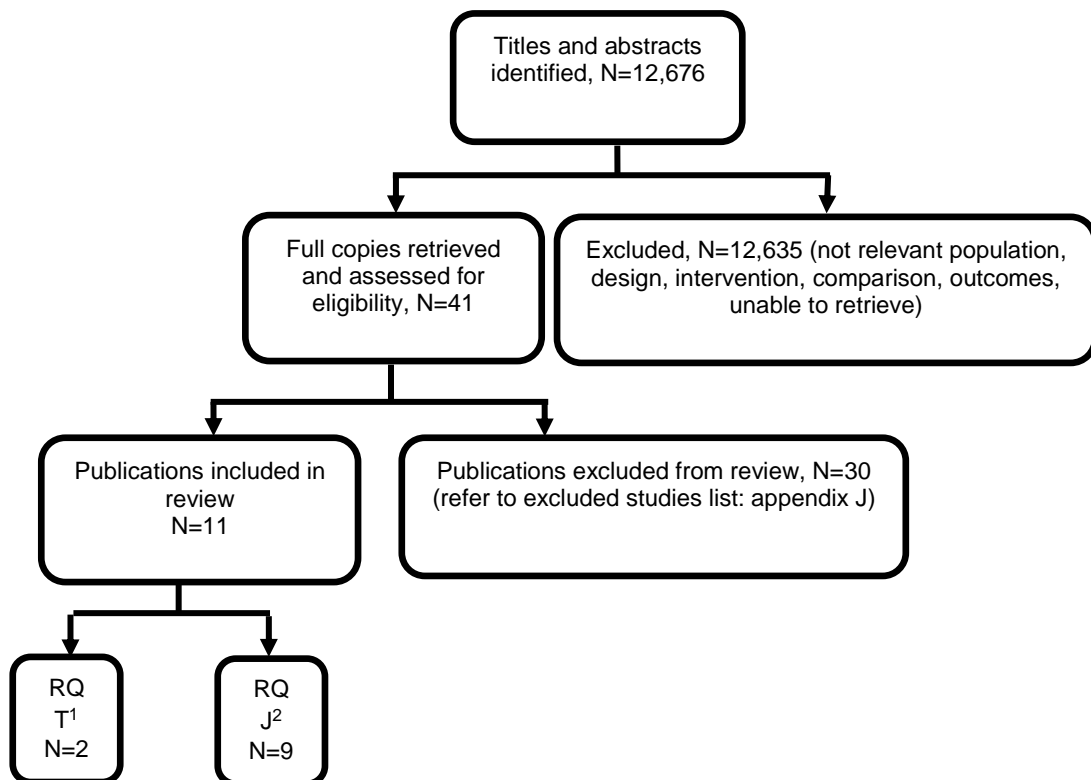 Titles and abstracts
identified, N=12,676
Full copies retrieved
and assessed for
eligibility, N=41
Excluded, N=12,635 (not relevant population,
design, intervention, comparison, outcomes,
unable to retrieve)
Publications included in
review
N=11
Publications excluded from review, N=30
(refer to excluded studies list: appendix J)
RQ
T¹
N=2
RQ
J²
N=9